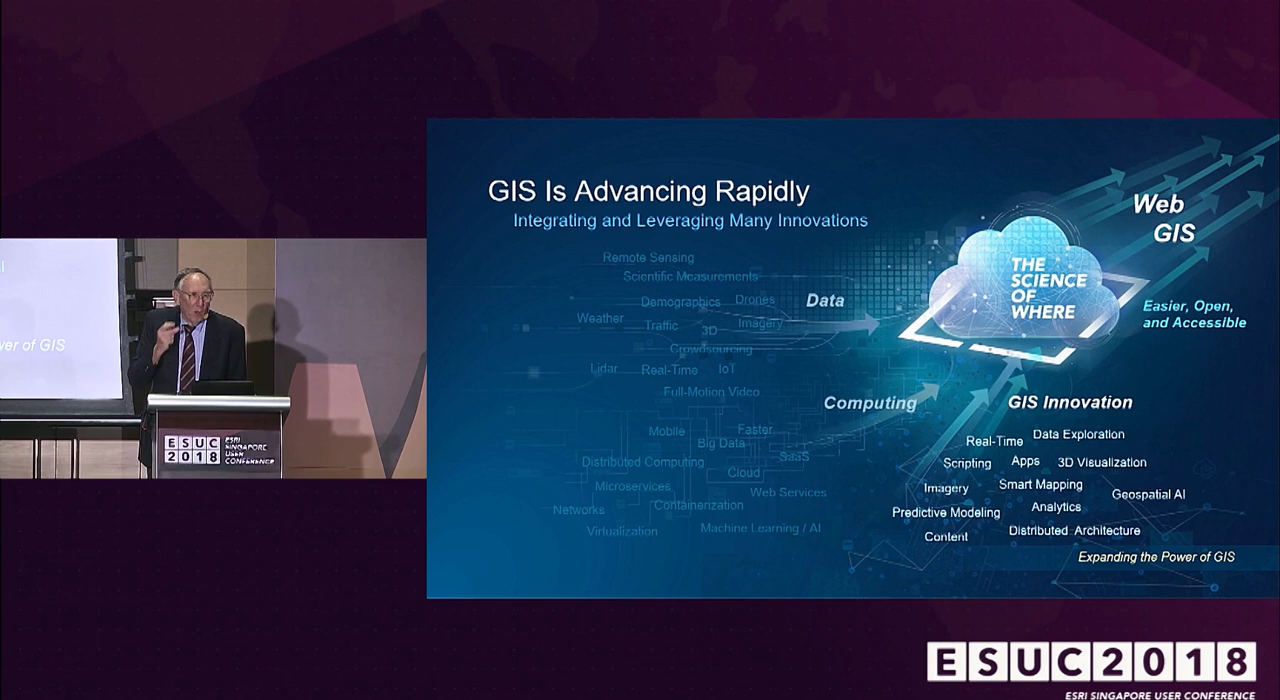 GIS Is Advancing Rapidly
Integrating and Leveraging Many Innovations
Remote Sensing
Scientific Measurements
Demographics Drones
Weather Traffic 3D Imagery
Crowdsourcing
Lidar Real-Time IoT
Full-Motion Video
Data
Mobile Faster
Big Data
Distributed Computing Cloud SaaS
Microservices Web Services
Networks Containerization
Virtualization Machine Learning / AI
Computing
THE
SCIENCE
OF
WHERE
Web
GIS
Easier, Open,
and Accessible
GIS Innovation
Real-Time Data Exploration
Scripting Apps 3D Visualization
Imagery Smart Mapping Geospatial AI
Predictive Modeling Analytics
Content Distributed Architecture
Expanding the Power of GIS
wer of GIS
ESUC
2018
ESRI
SINGAPORE
USER
CONFERENCE
ESUC2018
ESRI SINGAPORE USER CONFERENCE